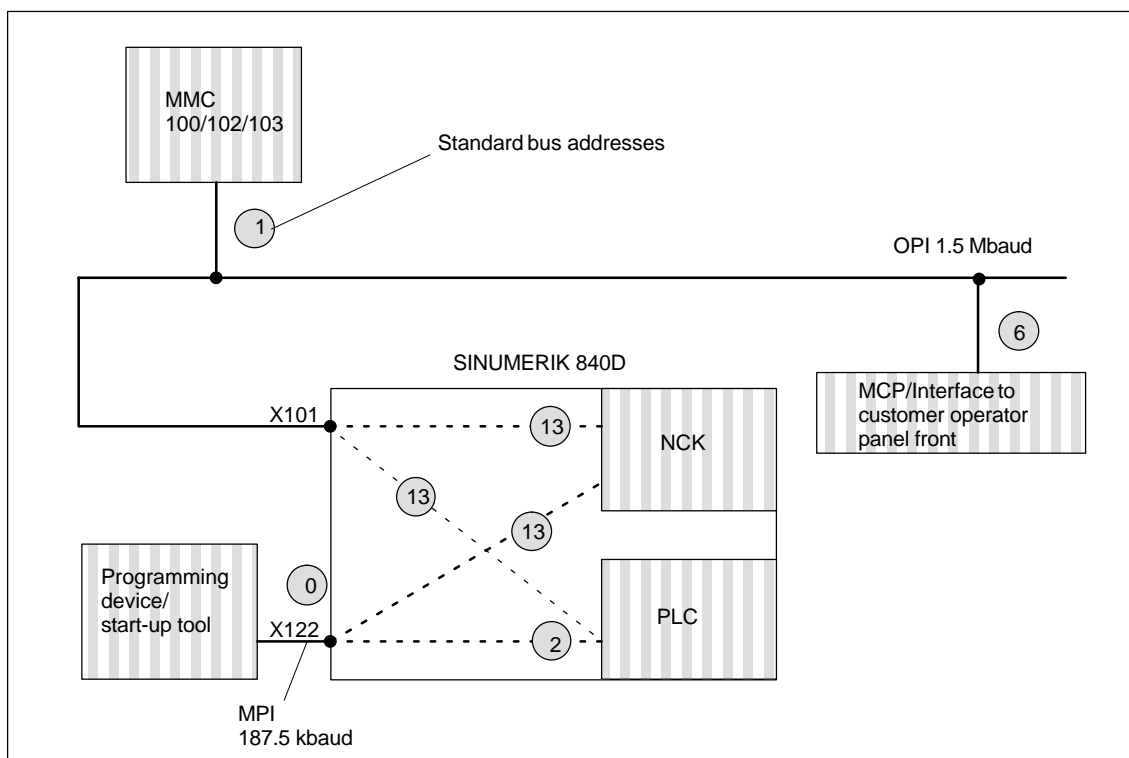 MMC
100/102/103
Standard bus addresses
1
OPI 1.5 Mbaud
6
SINUMERIK 840D
MCP/Interface to
customer operator
panel front
X101
13
NCK
13
13
Programming
device/
start-up tool
0
X122
2
PLC
MPI
187.5 kbaud